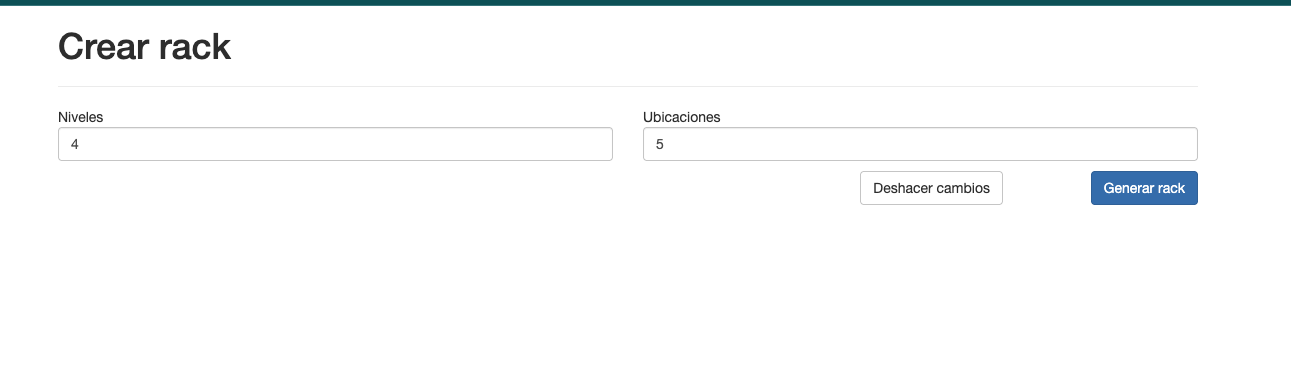 Crear rack
Niveles
Ubicaciones
4
5
Deshacer cambios
Generar rack